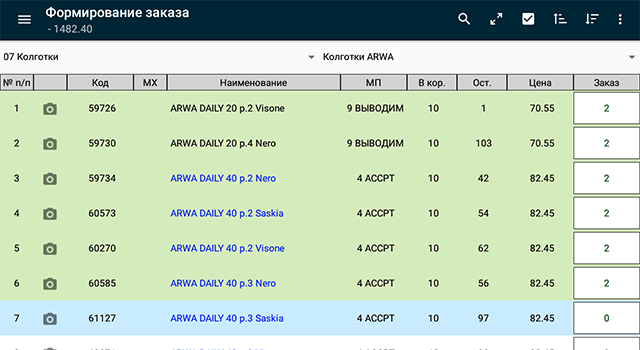 Формирование заказа
- 1482.40
07 Колготки Колготки ARWA
№ п/п Код МХ Наименование МП В кор. Ост. Цена Заказ
1 59726 ARWA DAILY 20 р.2 Visone 9 ВЫВОДИМ 10 1 70.55 2
2 59730 ARWA DAILY 20 р.4 Nero 9 ВЫВОДИМ 10 103 70.55 2
3 59734 ARWA DAILY 40 р.2 Nero 4 АССРТ 10 42 82.45 2
4 60573 ARWA DAILY 40 р.2 Saskia 4 АССРТ 10 54 82.45 2
5 60270 ARWA DAILY 40 р.2 Visone 4 АССРТ 10 62 82.45 2
6 60585 ARWA DAILY 40 р.3 Nero 4 АССРТ 10 56 82.45 2
7 61127 ARWA DAILY 40 р.3 Saskia 4 АССРТ 10 97 82.45 0